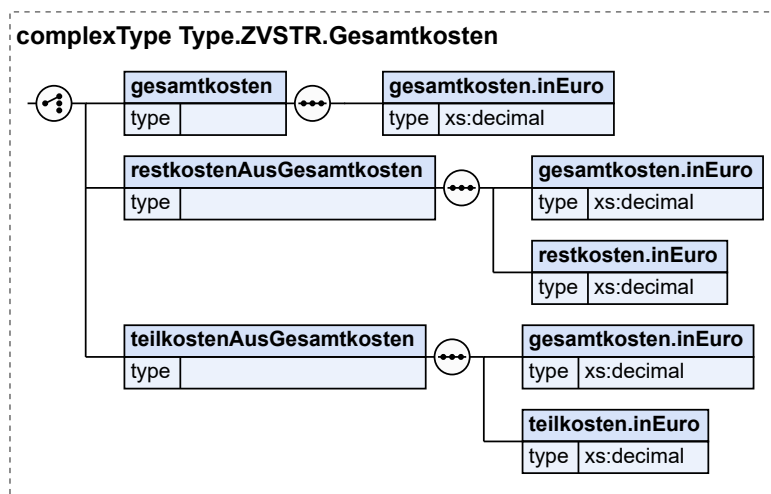 complexType Type.ZVSTR.Gesamtkosten
gesamtkosten
type
gesamtkosten.inEuro
type xs:decimal
restkostenAusGesamtkosten
type
gesamtkosten.inEuro
type xs:decimal
restkosten.inEuro
type xs:decimal
teilkostenAusGesamtkosten
type
gesamtkosten.inEuro
type xs:decimal
teilkosten.inEuro
type xs:decimal